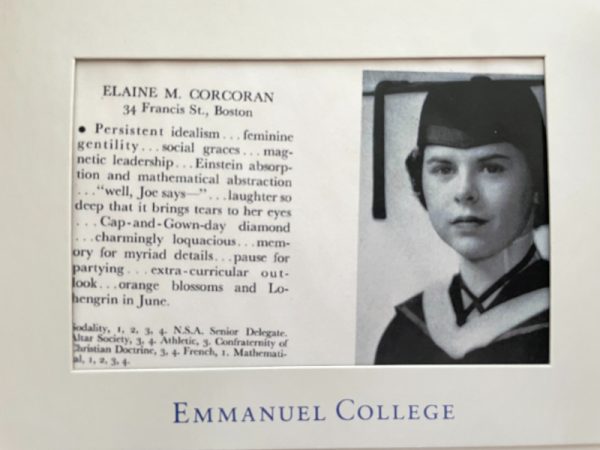 ELAINE M. CORCORAN
34 Francis St., Boston
● Persistent idealism . . . feminine
gentility . . . social graces . . . mag-
netic leadership . . . Einstein absorp-
tion and mathematical abstraction
. . . "well, Joe says—" . . . laughter so
deep that it brings tears to her eyes
. . . Cap-and-Gown-day diamond
. . . charmingly loquacious . . . mem-
ory for myriad details . . . pause for
partying . . . extra-curricular out-
look . . . orange blossoms and Lo-
hengrin in June.
Sodality, 1, 2, 3, 4. N.S.A. Senior Delegate.
Altar Society, 3, 4. Athletic, 3. Confraternity of
Christian Doctrine, 3, 4. French, 1. Mathemati-
cal, 1, 2, 3, 4.
EMMANUEL COLLEGE